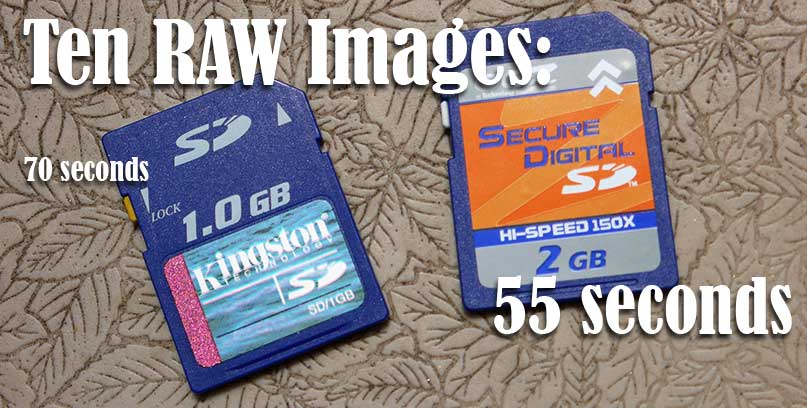 Ten RAW Images:
70 seconds
SD
LOCK
1.0 GB
Kingston
TECHNOLOGY
SD
SD/1GB
SECURE
DIGITAL
SD™
HI-SPEED 150X
2 GB
55 seconds